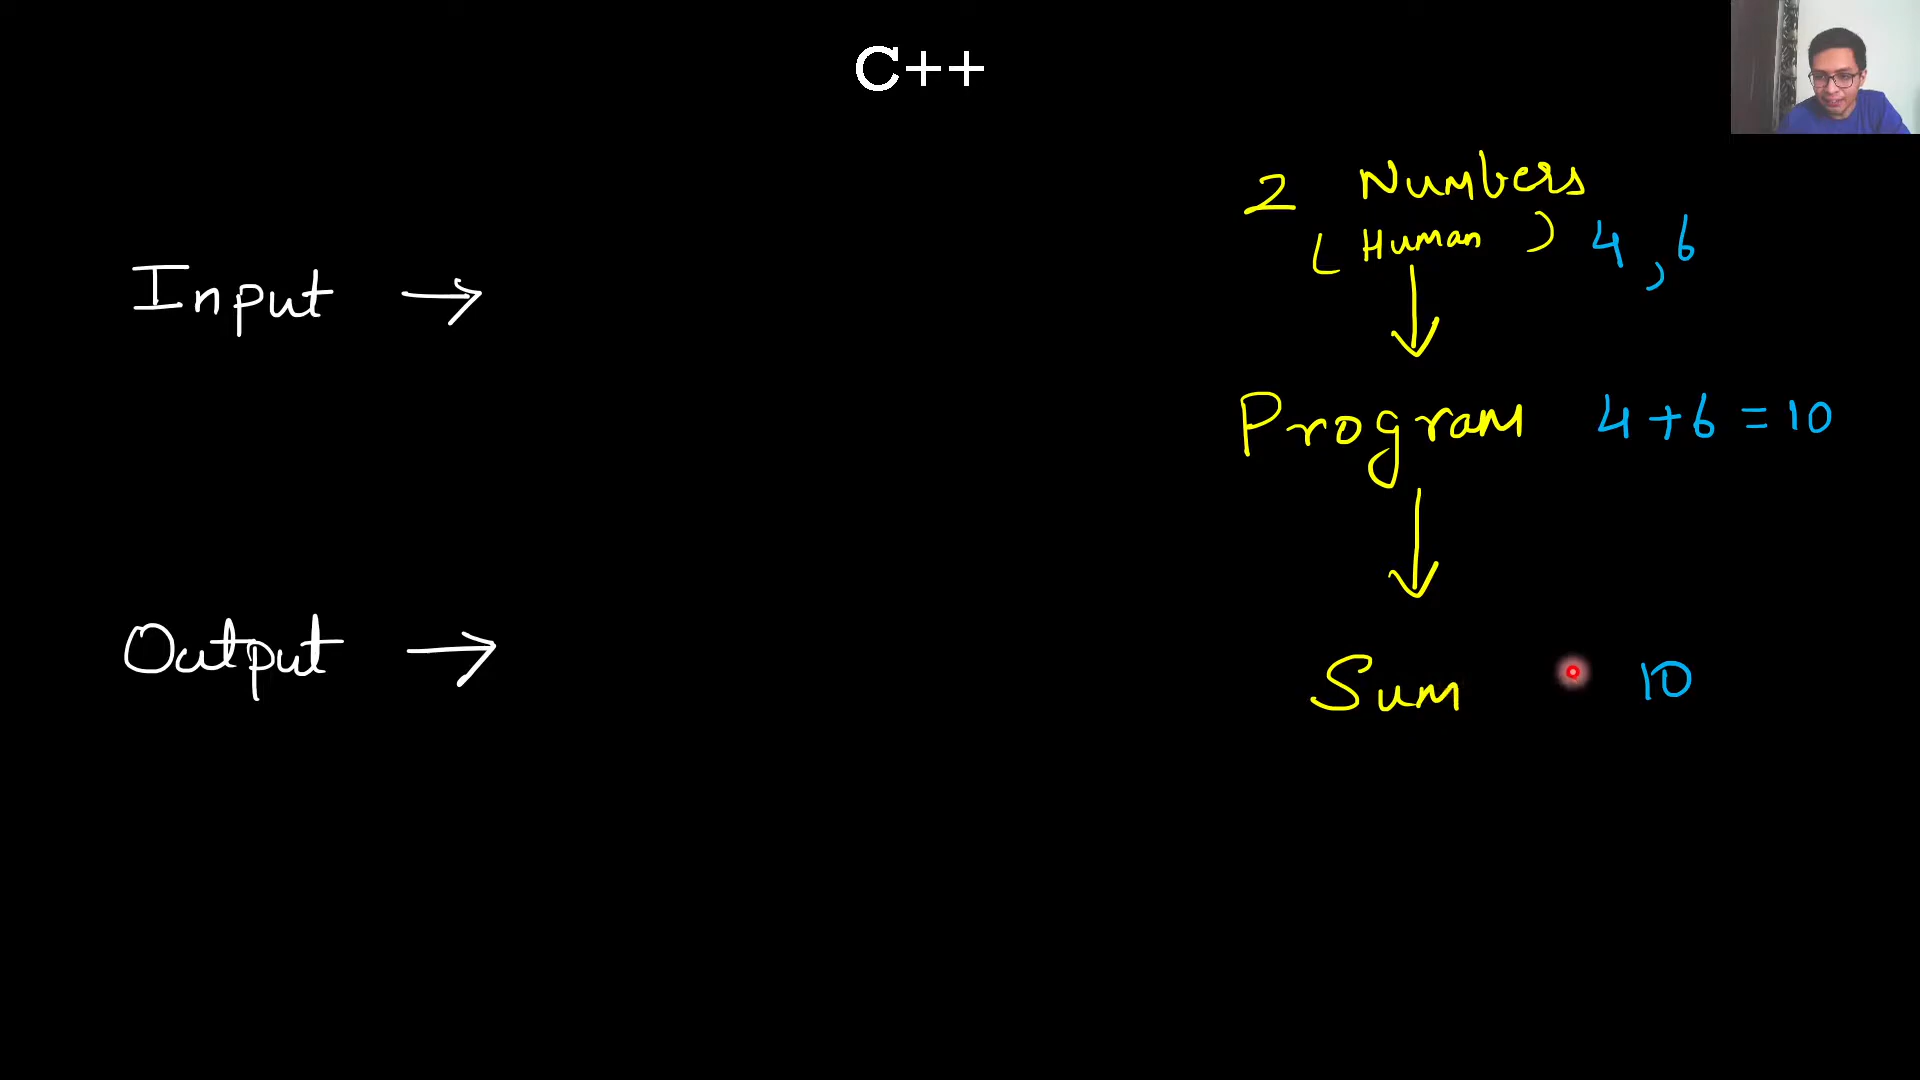 C++
2 Numbers
(Human) 4, 6
Input →
Program 4+6=10
Output →
Sum 10